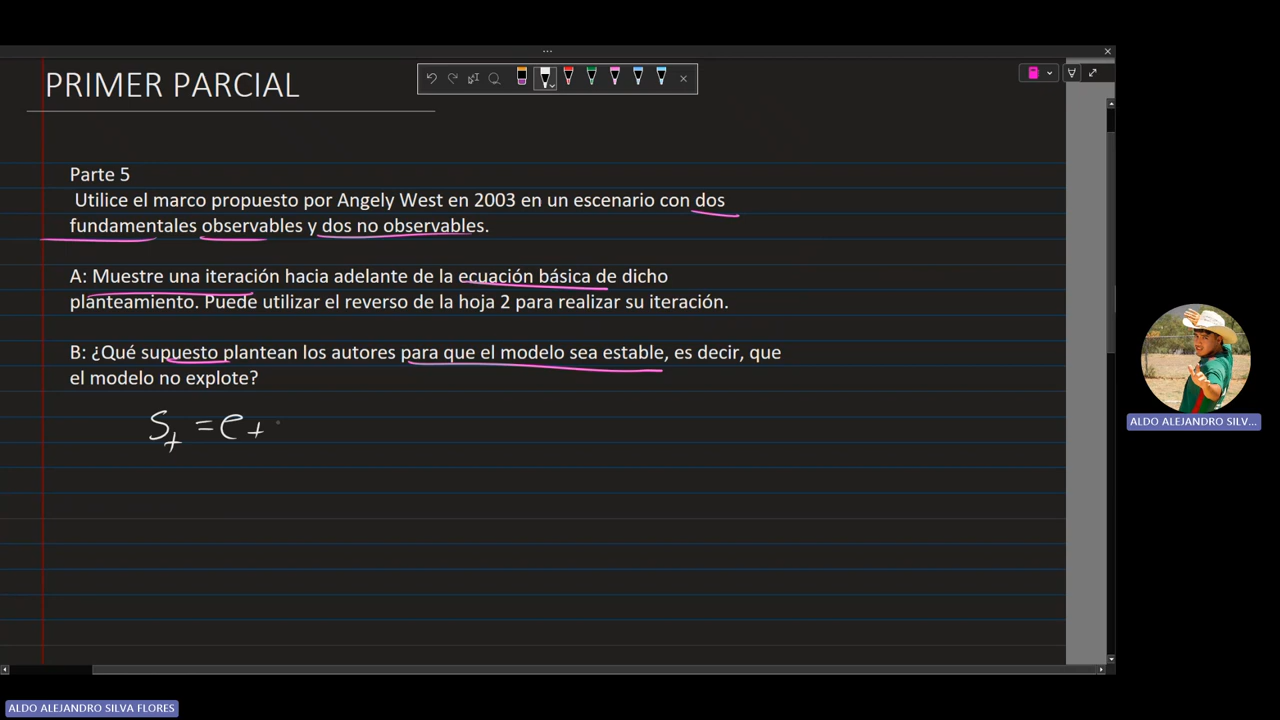 PRIMER PARCIAL
Parte 5
Utilice el marco propuesto por Angely West en 2003 en un escenario con dos
fundamentales observables y dos no observables.
A: Muestre una iteración hacia adelante de la ecuación básica de dicho
planteamiento. Puede utilizar el reverso de la hoja 2 para realizar su iteración.
B: ¿Qué supuesto plantean los autores para que el modelo sea estable, es decir, que
el modelo no explote?
S_t = e_t
ALDO ALEJANDRO SILV...
ALDO ALEJANDRO SILVA FLORES